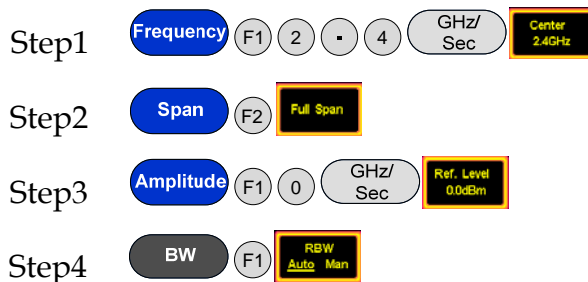 Step1 Frequency F1 2 . 4 GHz/ Sec Center 2.4GHz
Step2 Span F2 Full Span
Step3 Amplitude F1 0 GHz/ Sec Ref. Level 0.0dBm
Step4 BW F1 RBW Auto Man